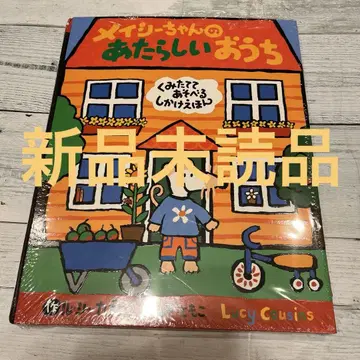 メイシーちゃんの
あたらしいおうち
くみたてて
あそべる
しかけえほん
新品未読品
Lucy Cousins